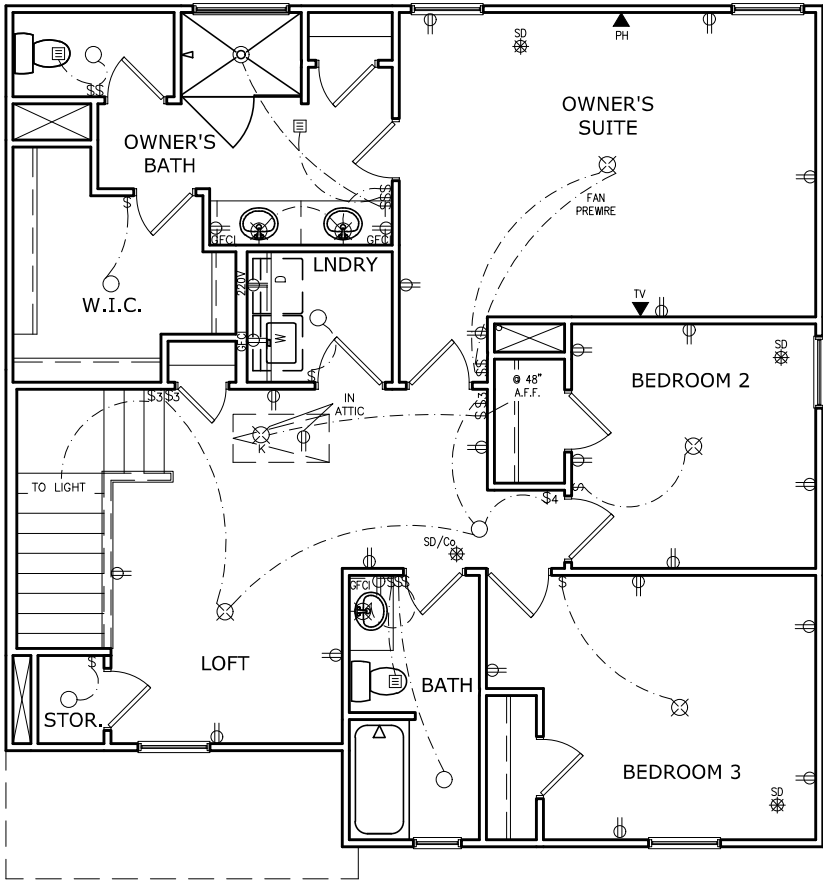 SD
PH
$$
OWNER'S
SUITE
OWNER'S
BATH
$$$
FAN
PREWIRE
$
GFCI
GFCI
LNDRY
220V
D
W.I.C.
TV
GFCI
W
SD
$$
$
@ 48"
A.F.F.
BEDROOM 2
$3$3
IN
ATTIC
$3
$
K
TO LIGHT
$
$4
SD/Co
GFCI
$$$
$
LOFT
$
BATH
STOR.
BEDROOM 3
SD